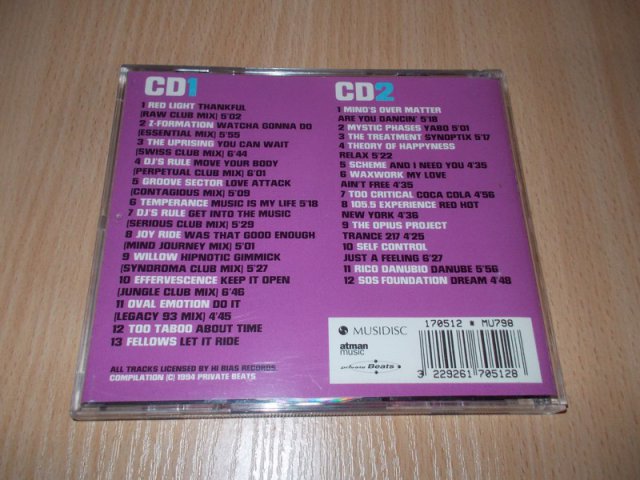 CD1
1 RED LIGHT THANKFUL
(RAW CLUB MIX) 5'02
2 Z-FORMATION WATCHA GONNA DO
(ESSENTIAL MIX) 5'55
3 THE UPRISING YOU CAN WAIT
(SWISS CLUB MIX) 6'44
4 DJ'S RULE MOVE YOUR BODY
(PERPETUAL CLUB MIX) 6'01
5 GROOVE SECTOR LOVE ATTACK
(CONTAGIOUS MIX) 5'09
6 TEMPERANCE MUSIC IS MY LIFE 5'18
7 DJ'S RULE GET INTO THE MUSIC
(SERIOUS CLUB MIX) 5'29
8 JOY RIDE WAS THAT GOOD ENOUGH
(MIND JOURNEY MIX) 5'01
9 WILLOW HIPNOTIC GIMMICK
(SYNDROMA CLUB MIX) 5'27
10 EFFERVESCENCE KEEP IT OPEN
(JUNGLE CLUB MIX) 6'46
11 OVAL EMOTION DO IT
(LEGACY 93 MIX) 4'45
12 TOO TABOO ABOUT TIME
13 FELLOWS LET IT RIDE
ALL TRACKS LICENSED BY HI BIAS RECORDS.
COMPILATION (C) 1994 PRIVATE BEATS
CD2
1 MIND'S OVER MATTER
ARE YOU DANCIN' 5'18
2 MYSTIC PHASES YABO 5'01
3 THE TREATMENT SYNOPTIX 5'17
4 THEORY OF HAPPYNESS
RELAX 5'22
5 SCHEME AND I NEED YOU 4'35
6 WAXWORK MY LOVE
AIN'T FREE 4'35
7 TOO CRITICAL COCA COLA 4'56
8 105.5 EXPERIENCE RED HOT
NEW YORK 4'36
9 THE OPIUS PROJECT
TRANCE 217 4'25
10 SELF CONTROL
JUST A FEELING 6'27
11 RICO DANUBIO DANUBE 5'56
12 SOS FOUNDATION DREAM 4'48
MUSIDISC
atman
music
private Beats
170512 ■ MU798
3 229261 705128